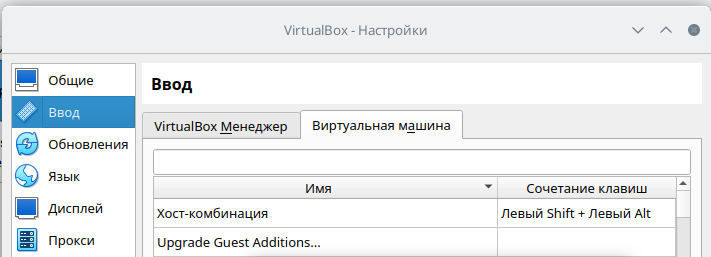 VirtualBox - Настройки
Общие
Ввод
Обновления
Язык
Дисплей
Прокси
Ввод
VirtualBox Менеджер
Виртуальная машина
Имя
Сочетание клавиш
Хост-комбинация
Левый Shift + Левый Alt
Upgrade Guest Additions...